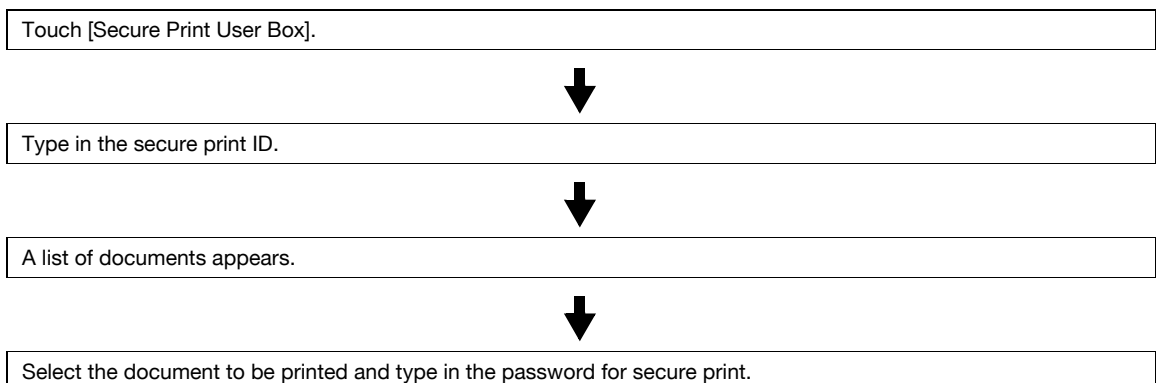 Touch [Secure Print User Box].
Type in the secure print ID.
A list of documents appears.
Select the document to be printed and type in the password for secure print.